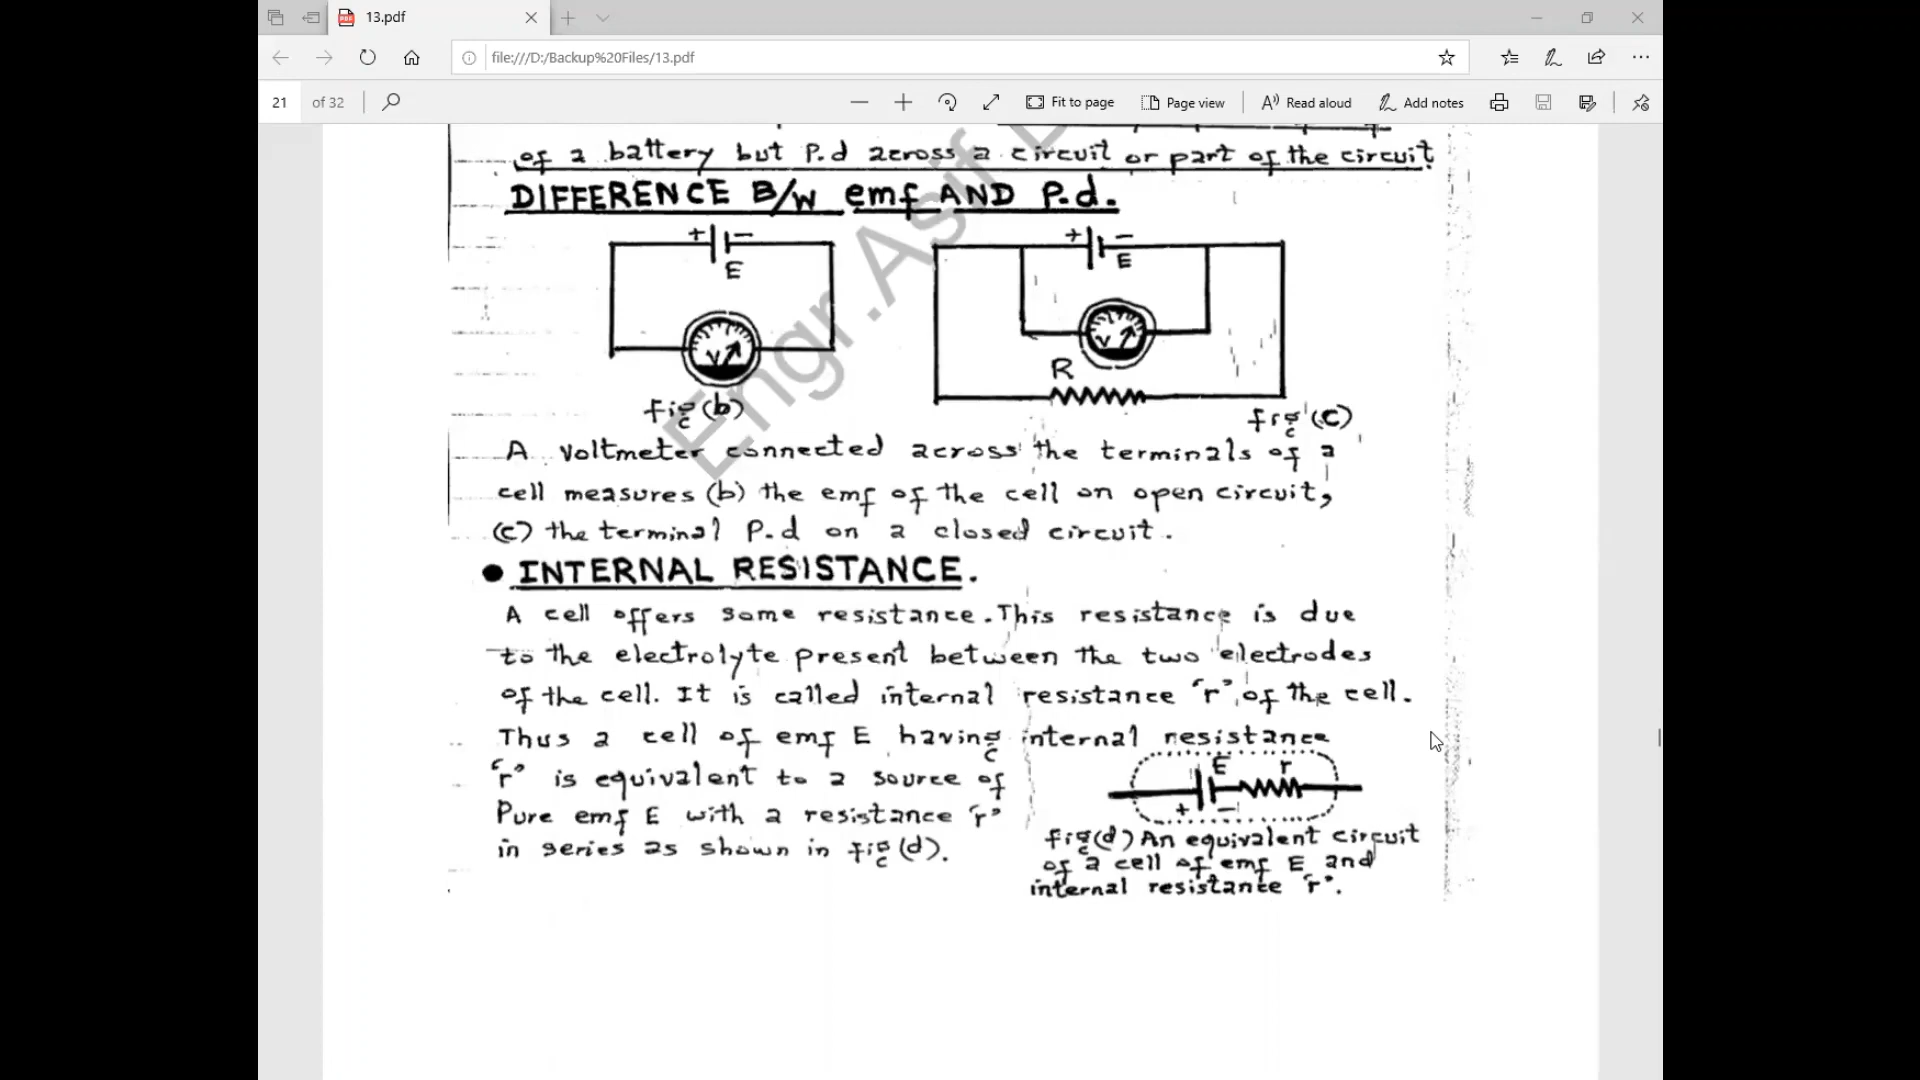 13.pdf
file:///D:/Backup%20Files/13.pdf
21 of 32 Fit to page Page view Read aloud Add notes
of a battery but P.d across a circuit or part of the circuit.
DIFFERENCE B/W emf AND P.d.
+ − E
V
fig (b)
+ − E
V
R
fig (c)
A voltmeter connected across the terminals of a
cell measures (b) the emf of the cell on open circuit,
(c) the terminal P.d on a closed circuit.
● INTERNAL RESISTANCE.
A cell offers some resistance. This resistance is due
to the electrolyte present between the two electrodes
of the cell. It is called internal resistance "r" of the cell.
Thus a cell of emf E having internal resistance
"r" is equivalent to a source of
Pure emf E with a resistance "r"
in series as shown in fig (d).
E r
+ −
fig (d) An equivalent circuit
of a cell of emf E and
internal resistance "r".
Engr. Asif